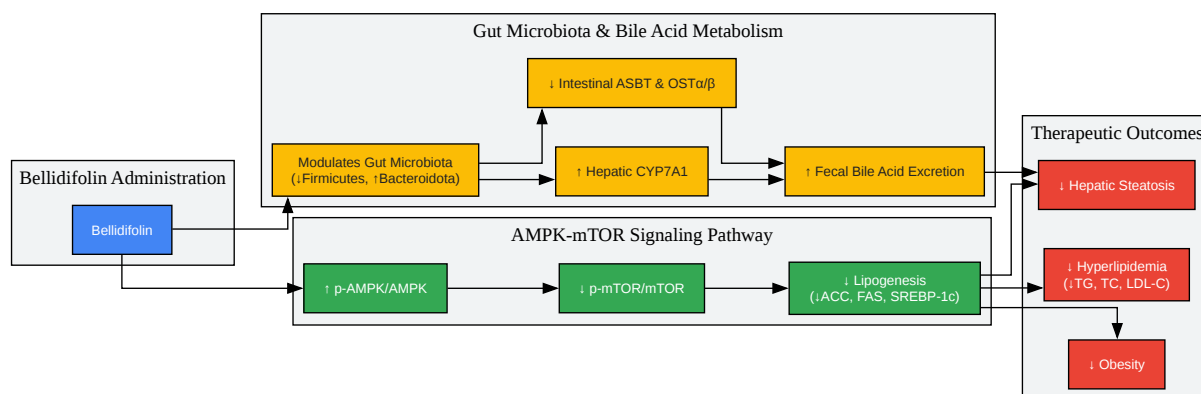 Gut Microbiota & Bile Acid Metabolism
↓ Intestinal ASBT & OSTα/β
Modulates Gut Microbiota
(↓Firmicutes, ↑Bacteroidota)
↑ Hepatic CYP7A1
↑ Fecal Bile Acid Excretion
Bellidifolin Administration
Bellidifolin
AMPK-mTOR Signaling Pathway
↑ p-AMPK/AMPK
↓ p-mTOR/mTOR
↓ Lipogenesis
(↓ACC, FAS, SREBP-1c)
Therapeutic Outcomes
↓ Hepatic Steatosis
↓ Hyperlipidemia
(↓TG, TC, LDL-C)
↓ Obesity